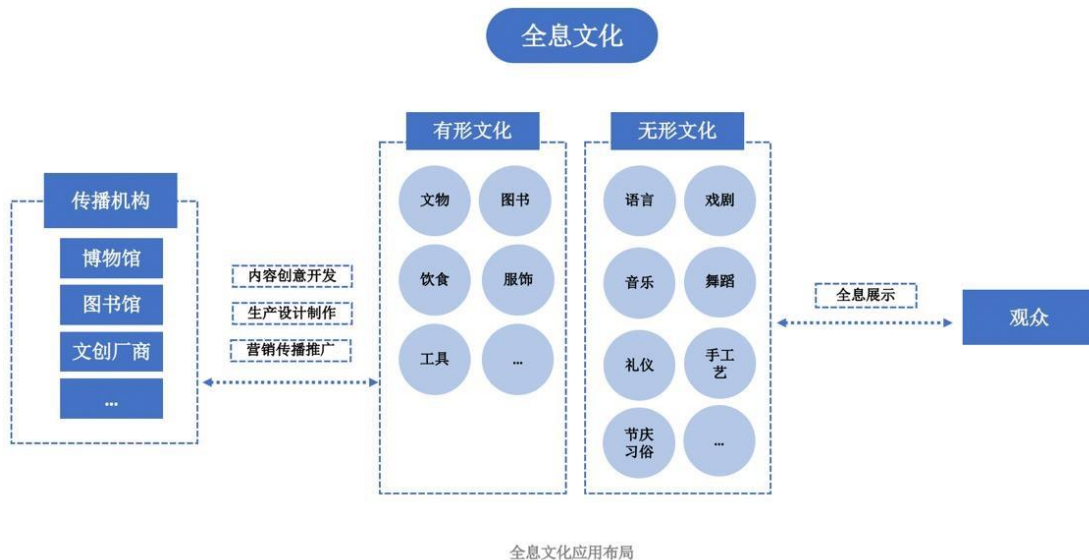 全息文化
传播机构
博物馆
图书馆
文创厂商
...
内容创意开发
生产设计制作
营销传播推广
有形文化
文物
图书
饮食
服饰
工具
...
无形文化
语言
戏剧
音乐
舞蹈
礼仪
手工
艺
节庆
习俗
...
全息展示
观众
全息文化应用布局